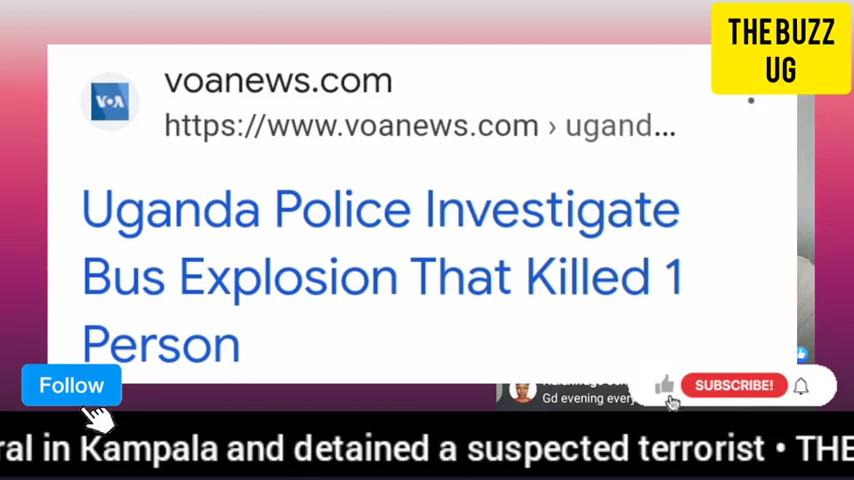 THE BUZZ
UG
voanews.com
VOA
https://www.voanews.com › ugand...
Uganda Police Investigate
Bus Explosion That Killed 1
Person
Follow
SUBSCRIBE!
Gd evening every
ral in Kampala and detained a suspected terrorist • THE